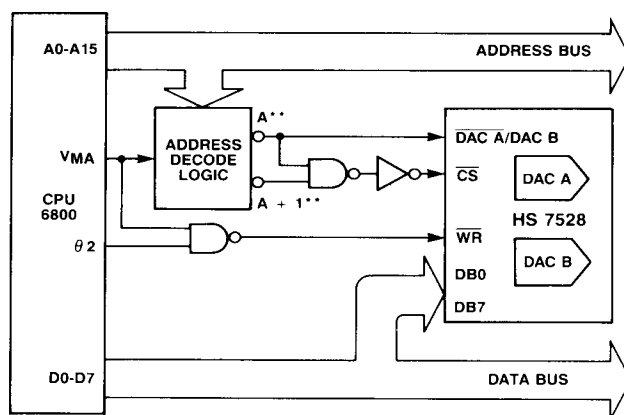 A0-A15
ADDRESS BUS
A**
ADDRESS
DECODE
LOGIC
DAC A/DAC B
VMA
CS
DAC A
CPU
6800
A + 1**
HS 7528
θ2
WR
DAC B
DB0
DB7
D0-D7
DATA BUS